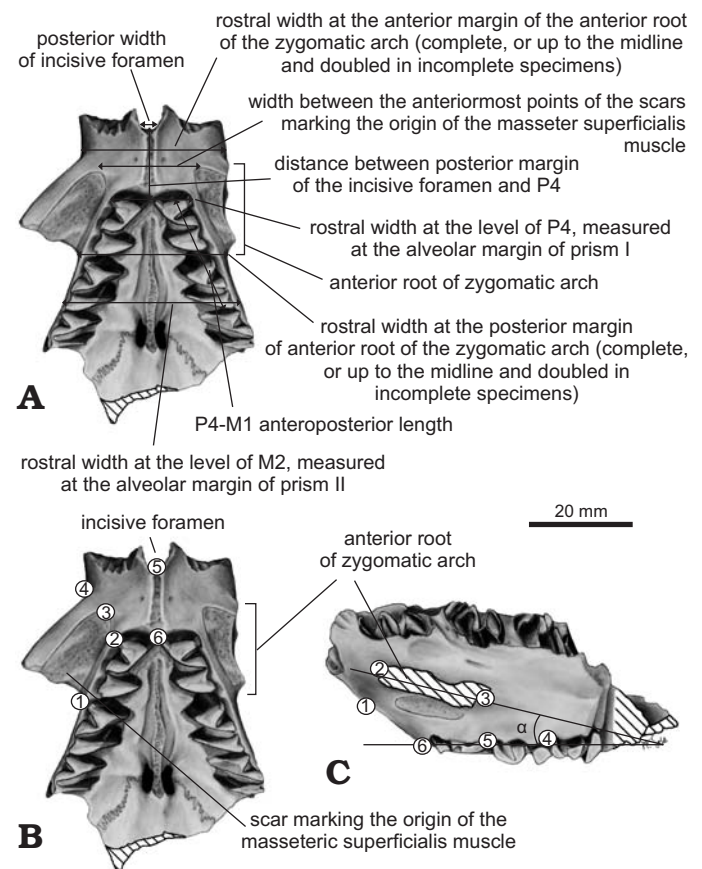 posterior width
of incisive foramen
rostral width at the anterior margin of the anterior root
of the zygomatic arch (complete, or up to the midline
and doubled in incomplete specimens)
width between the anteriormost points of the scars
marking the origin of the masseter superficialis
muscle
distance between posterior margin
of the incisive foramen and P4
rostral width at the level of P4, measured
at the alveolar margin of prism I
anterior root of zygomatic arch
rostral width at the posterior margin
of anterior root of the zygomatic arch (complete,
or up to the midline and doubled in
incomplete specimens)
A
P4-M1 anteroposterior length
rostral width at the level of M2, measured
at the alveolar margin of prism II
incisive foramen
20 mm
anterior root
of zygomatic arch
5
4
3
2
6
1
B
scar marking the origin of the
masseteric superficialis muscle
2
3
1
α
6
5
4
C